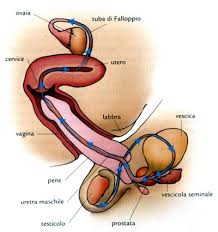 ovaia
tuba di Falloppio
cervice
utero
labbra
vescica
vagina
pene
uretra maschile
vescicola seminale
testicolo
prostata